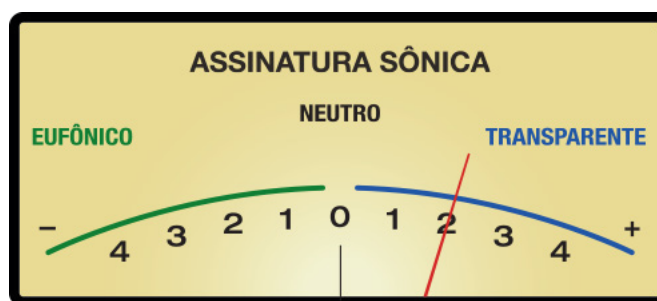 ASSINATURA SÔNICA
NEUTRO
EUFÔNICO TRANSPARENTE
− 4 3 2 1 0 1 2 3 4 +